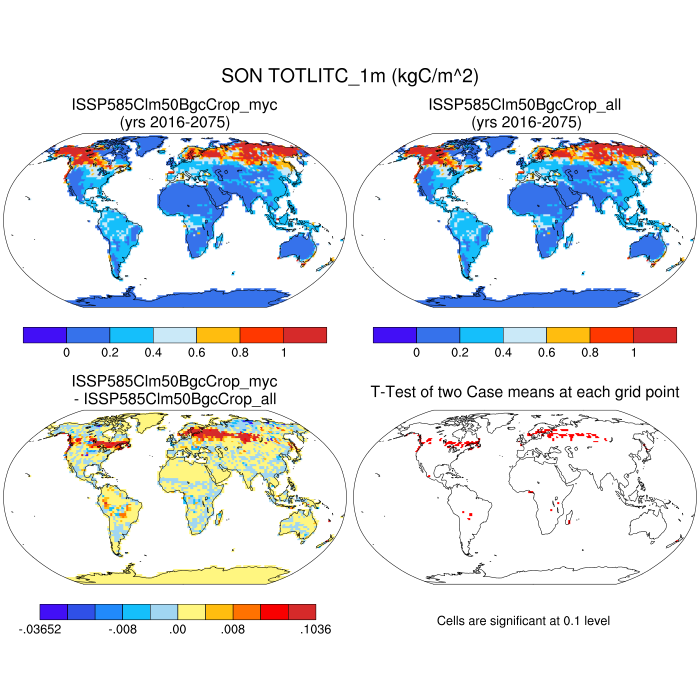 SON TOTLITC_1m (kgC/m^2)
ISSP585Clm50BgcCrop_myc
(yrs 2016-2075)
ISSP585Clm50BgcCrop_all
(yrs 2016-2075)
0 0.2 0.4 0.6 0.8 1
0 0.2 0.4 0.6 0.8 1
ISSP585Clm50BgcCrop_myc
- ISSP585Clm50BgcCrop_all
T-Test of two Case means at each grid point
-.03652 -.008 .00 .008 .1036
Cells are significant at 0.1 level